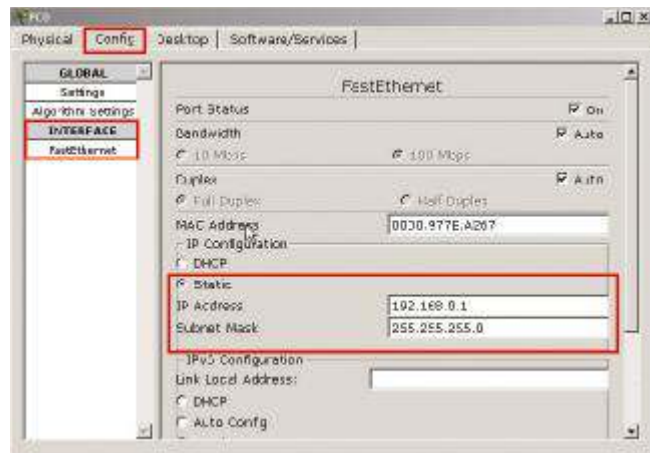 PC0
Physical Config Desktop Software/Services
GLOBAL
Settings
Algorithm Settings
INTERFACE
FastEthernet
FastEthernet
Port Status On
Bandwidth Auto
10 Mbps 100 Mbps
Duplex Auto
Full Duplex Half Duplex
MAC Address 0030.977E.A267
IP Configuration
DHCP
Static
IP Address 192.168.0.1
Subnet Mask 255.255.255.0
IPv6 Configuration
Link Local Address:
DHCP
Auto Config